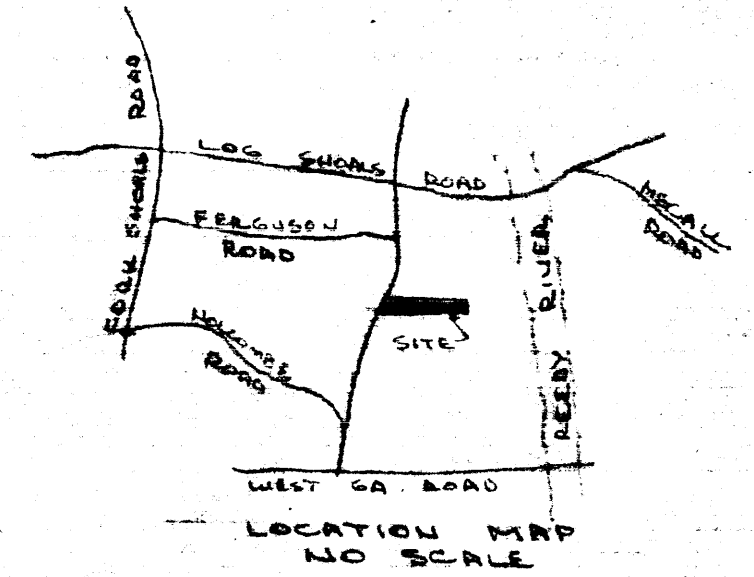 FORK SHOALS ROAD
LOG SHOALS ROAD
FERGUSON
ROAD
McCALL
ROAD
HOLCOMBE
ROAD
SITE
REEDY RIVER
WEST GA. ROAD
LOCATION MAP
NO SCALE